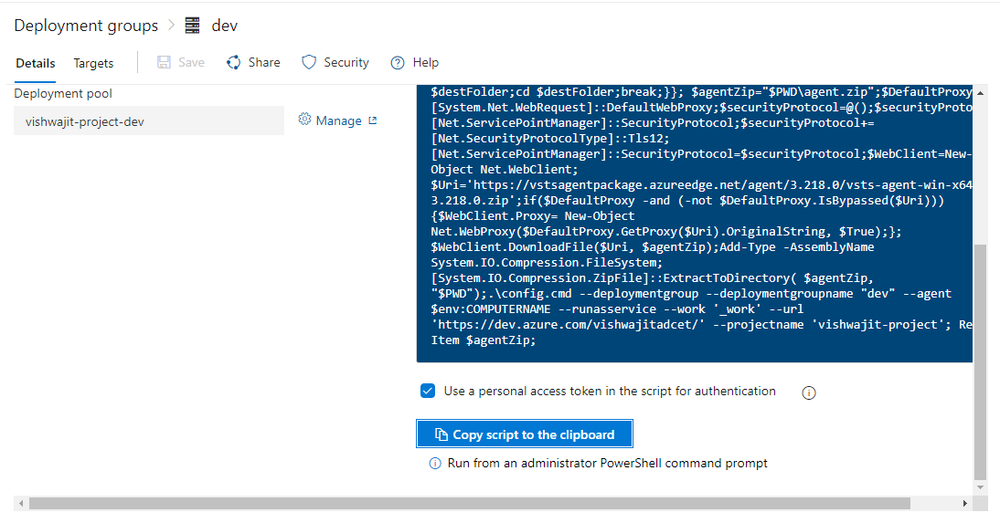 Deployment groups > dev
Details Targets Save Share Security Help
Deployment pool
vishwajit-project-dev
Manage
$destFolder;cd $destFolder;break;}}; $agentZip="$PWD\agent.zip";$DefaultProxy
[System.Net.WebRequest]::DefaultWebProxy;$securityProtocol=@();$securityProto
[Net.ServicePointManager]::SecurityProtocol;$securityProtocol+=
[Net.SecurityProtocolType]::Tls12;
[Net.ServicePointManager]::SecurityProtocol=$securityProtocol;$WebClient=New-
Object Net.WebClient;
$Uri='https://vstsagentpackage.azureedge.net/agent/3.218.0/vsts-agent-win-x64
3.218.0.zip';if($DefaultProxy -and (-not $DefaultProxy.IsBypassed($Uri)))
{$WebClient.Proxy= New-Object
Net.WebProxy($DefaultProxy.GetProxy($Uri).OriginalString, $True);};
$WebClient.DownloadFile($Uri, $agentZip);Add-Type -AssemblyName
System.IO.Compression.FileSystem;
[System.IO.Compression.ZipFile]::ExtractToDirectory( $agentZip,
"$PWD");.\config.cmd --deploymentgroup --deploymentgroupname "dev" --agent
$env:COMPUTERNAME --runasservice --work '_work' --url
'https://dev.azure.com/vishwajitadcet/' --projectname 'vishwajit-project'; Re
Item $agentZip;
Use a personal access token in the script for authentication
Copy script to the clipboard
Run from an administrator PowerShell command prompt